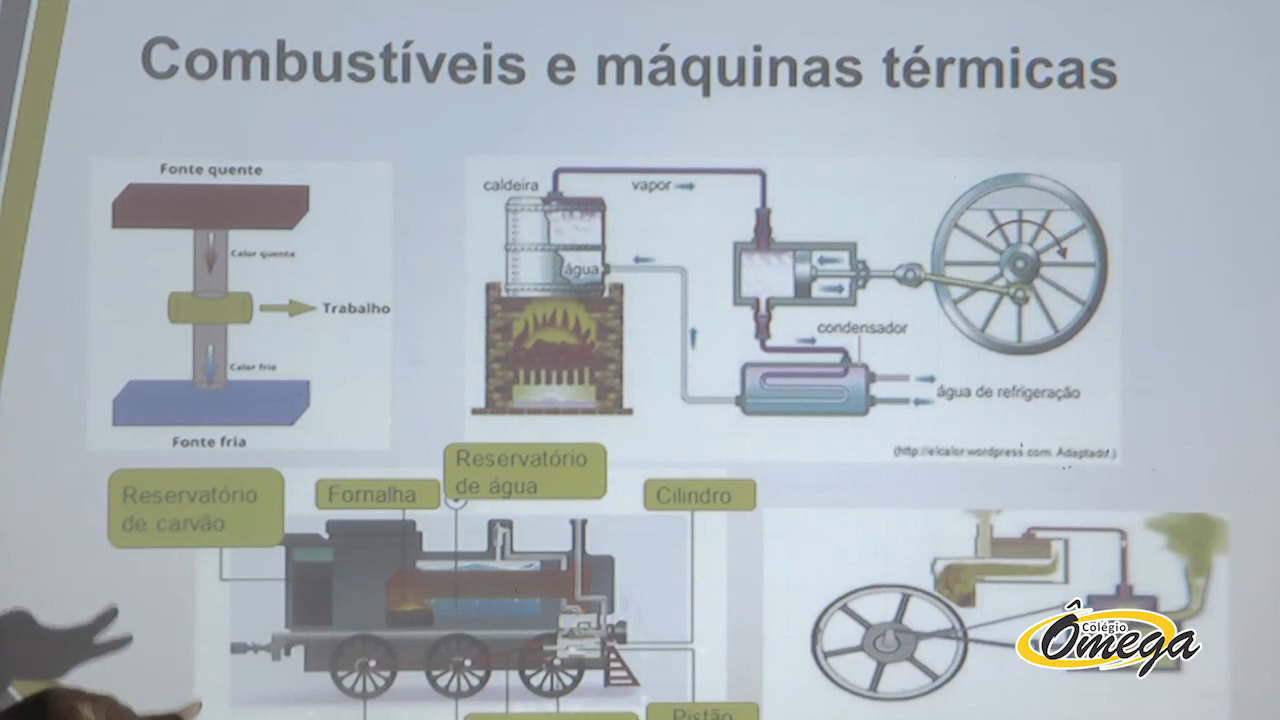 Combustíveis e máquinas térmicas
Fonte quente
Calor quente
Trabalho
Calor fria
Fonte fria
caldeira
vapor
água
condensador
água de refrigeração
(http://elcalor.wordpress.com. Adaptado.)
Reservatório
de carvão
Fornalha
Reservatório
de água
Cilindro
Pistão
Colégio
Ômega